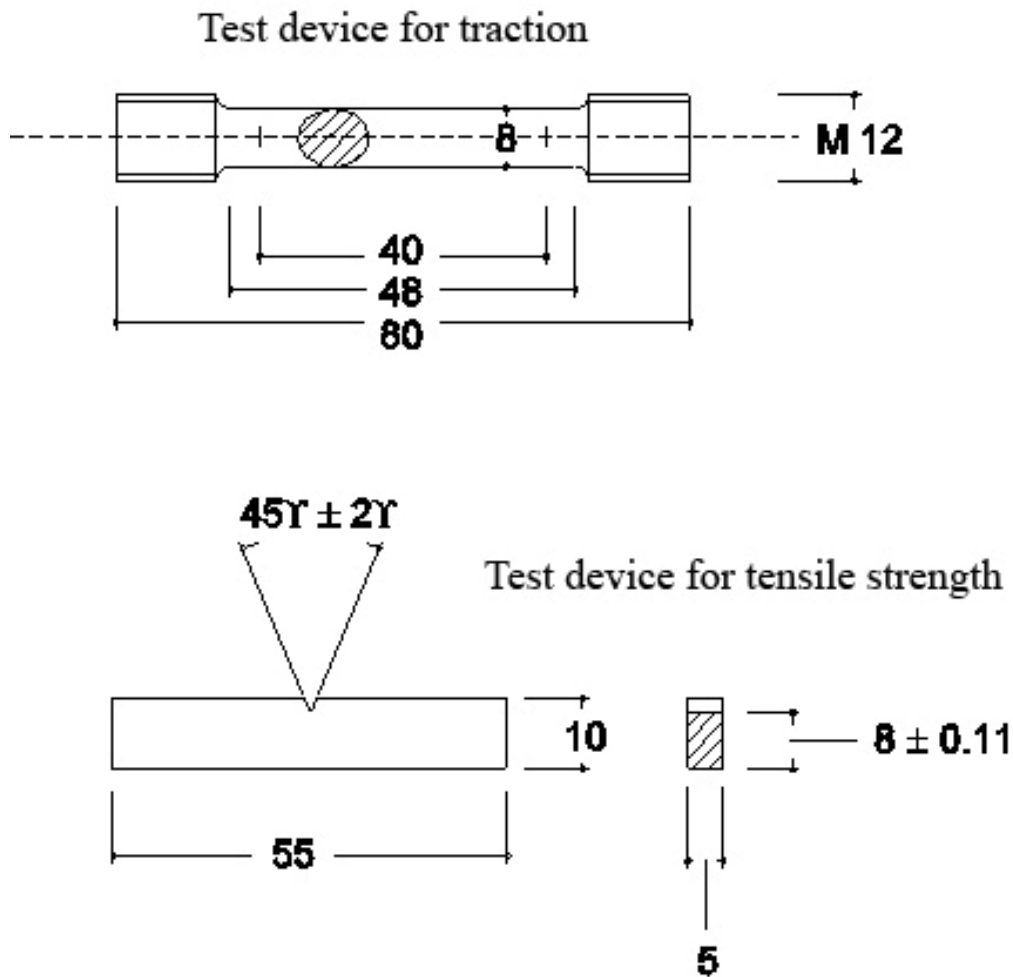 Test device for traction
8
M 12
40
48
80
45ϒ ± 2ϒ
Test device for tensile strength
10
8 ± 0.11
55
5